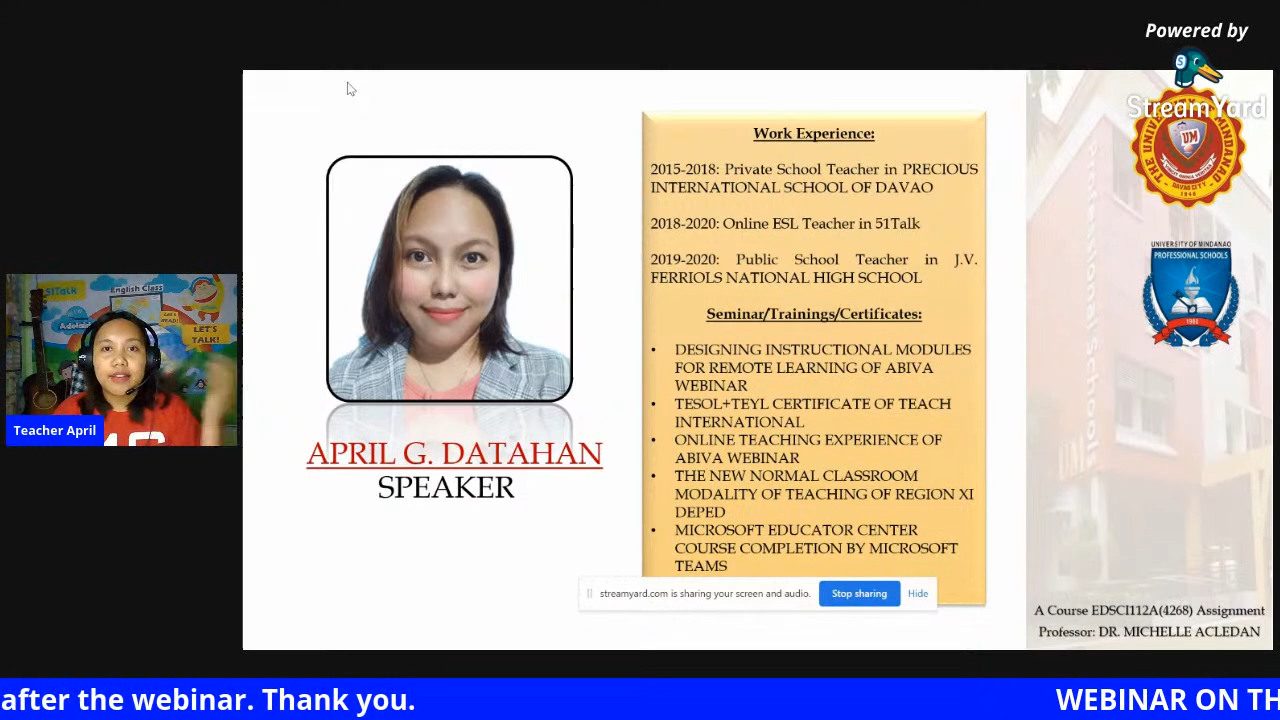 Powered by
StreamYard
Work Experience:
2015-2018: Private School Teacher in PRECIOUS
INTERNATIONAL SCHOOL OF DAVAO
2018-2020: Online ESL Teacher in 51Talk
2019-2020: Public School Teacher in J.V.
FERRIOLS NATIONAL HIGH SCHOOL
Seminar/Trainings/Certificates:
• DESIGNING INSTRUCTIONAL MODULES
FOR REMOTE LEARNING OF ABIVA
WEBINAR
• TESOL+TEYL CERTIFICATE OF TEACH
INTERNATIONAL
• ONLINE TEACHING EXPERIENCE OF
ABIVA WEBINAR
• THE NEW NORMAL CLASSROOM
MODALITY OF TEACHING OF REGION XI
DEPED
• MICROSOFT EDUCATOR CENTER
COURSE COMPLETION BY MICROSOFT
TEAMS
APRIL G. DATAHAN
SPEAKER
51Talk
English Class
LET'S
TALK!
Teacher April
streamyard.com is sharing your screen and audio.
Stop sharing
Hide
UM
DAVAO CITY
1946
UNIVERSITY OF MINDANAO
PROFESSIONAL SCHOOLS
A Course EDSCI112A(4268) Assignment
Professor: DR. MICHELLE ACLEDAN
after the webinar. Thank you.
WEBINAR ON TH